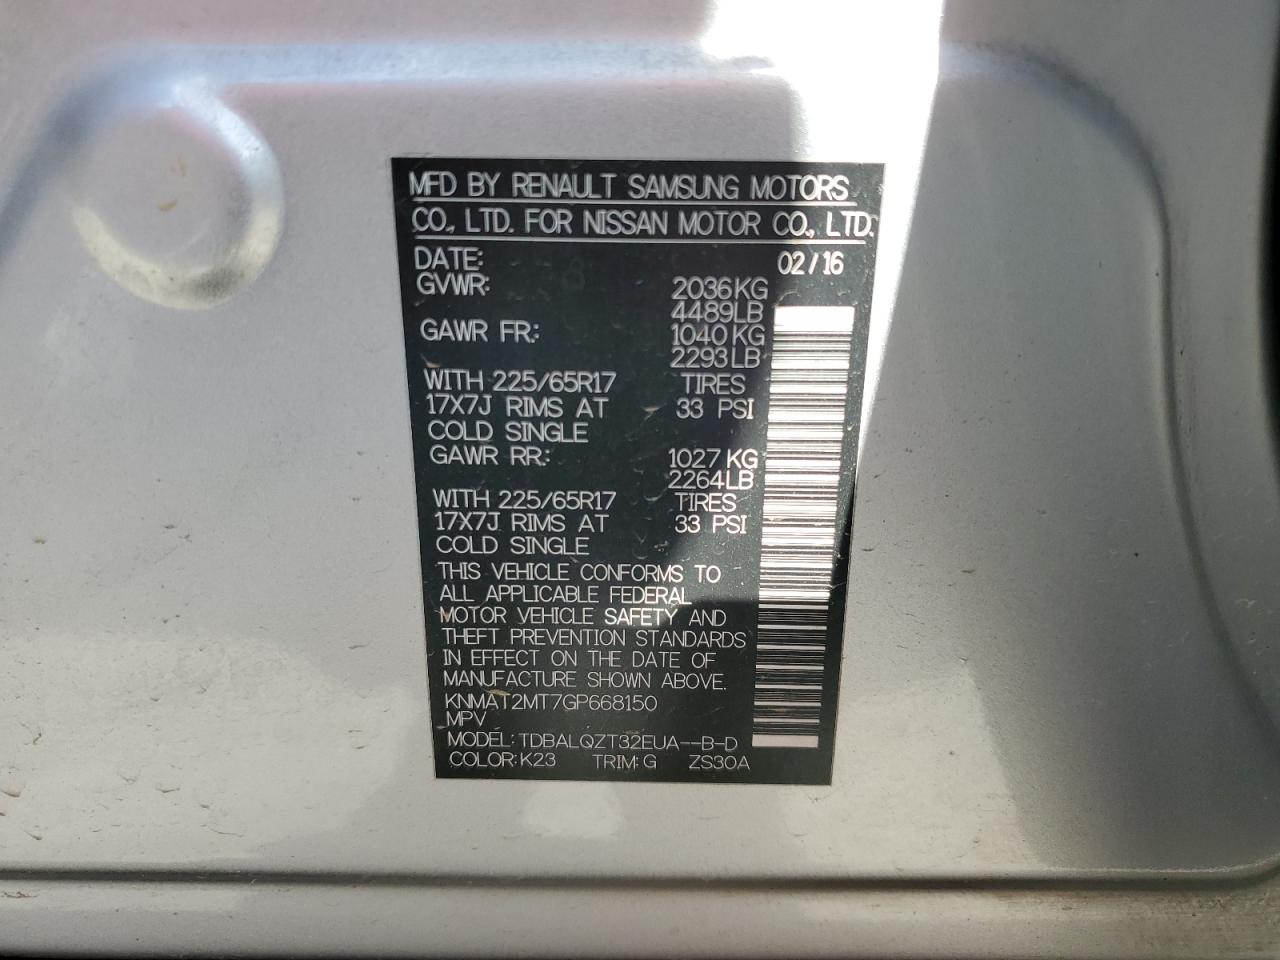 MFD BY RENAULT SAMSUNG MOTORS
CO., LTD. FOR NISSAN MOTOR CO., LTD.
DATE: 02/16
GVWR: 2036KG
4489LB
GAWR FR.: 1040KG
2293LB
WITH 225/65R17 TIRES
17X7J RIMS AT 33 PSI
COLD SINGLE
GAWR RR.: 1027KG
2264LB
WITH 225/65R17 TIRES
17X7J RIMS AT 33 PSI
COLD SINGLE
THIS VEHICLE CONFORMS TO
ALL APPLICABLE FEDERAL
MOTOR VEHICLE SAFETY AND
THEFT PREVENTION STANDARDS
IN EFFECT ON THE DATE OF
MANUFACTURE SHOWN ABOVE.
KNMAT2MT7GP668150
MPV
MODEL: TDBALQZT32EUA--B-D
COLOR: K23 TRIM: G ZS30A